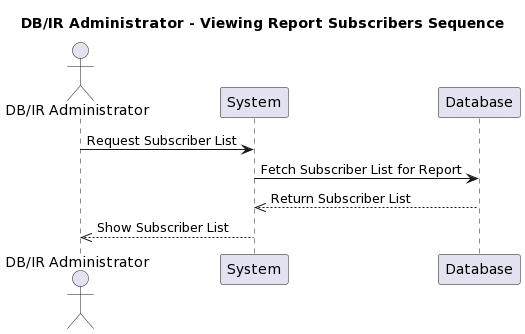 DB/IR Administrator - Viewing Report Subscribers Sequence
DB/IR Administrator
System
Database
Request Subscriber List
Fetch Subscriber List for Report
Return Subscriber List
Show Subscriber List
DB/IR Administrator
System
Database